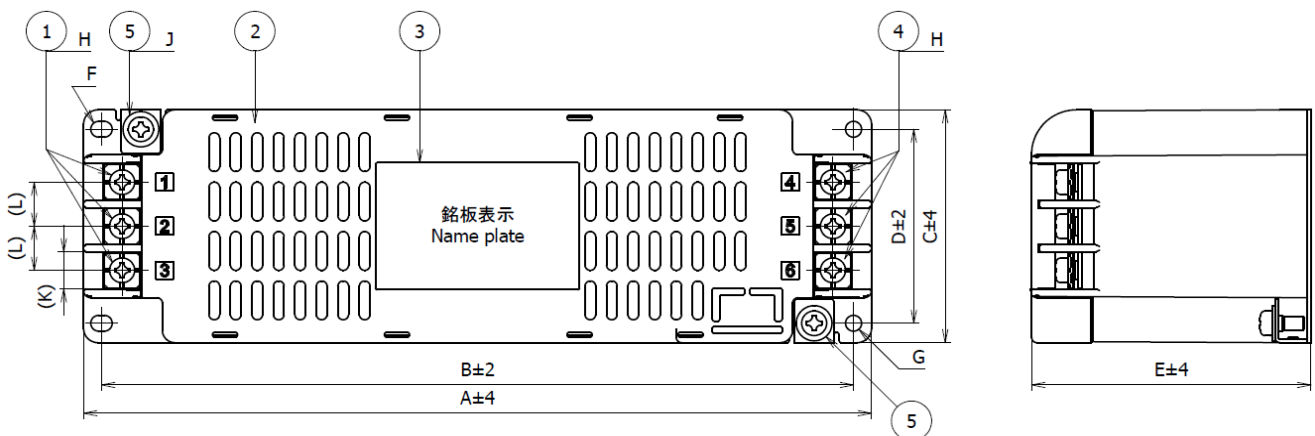 1 H 5 J 2 3 4 H
F
1 4
(L)
銘板表示
Name plate
2 5
D±2 C±4
(L)
3 6
(K)
G
B±2
E±4
A±4
5